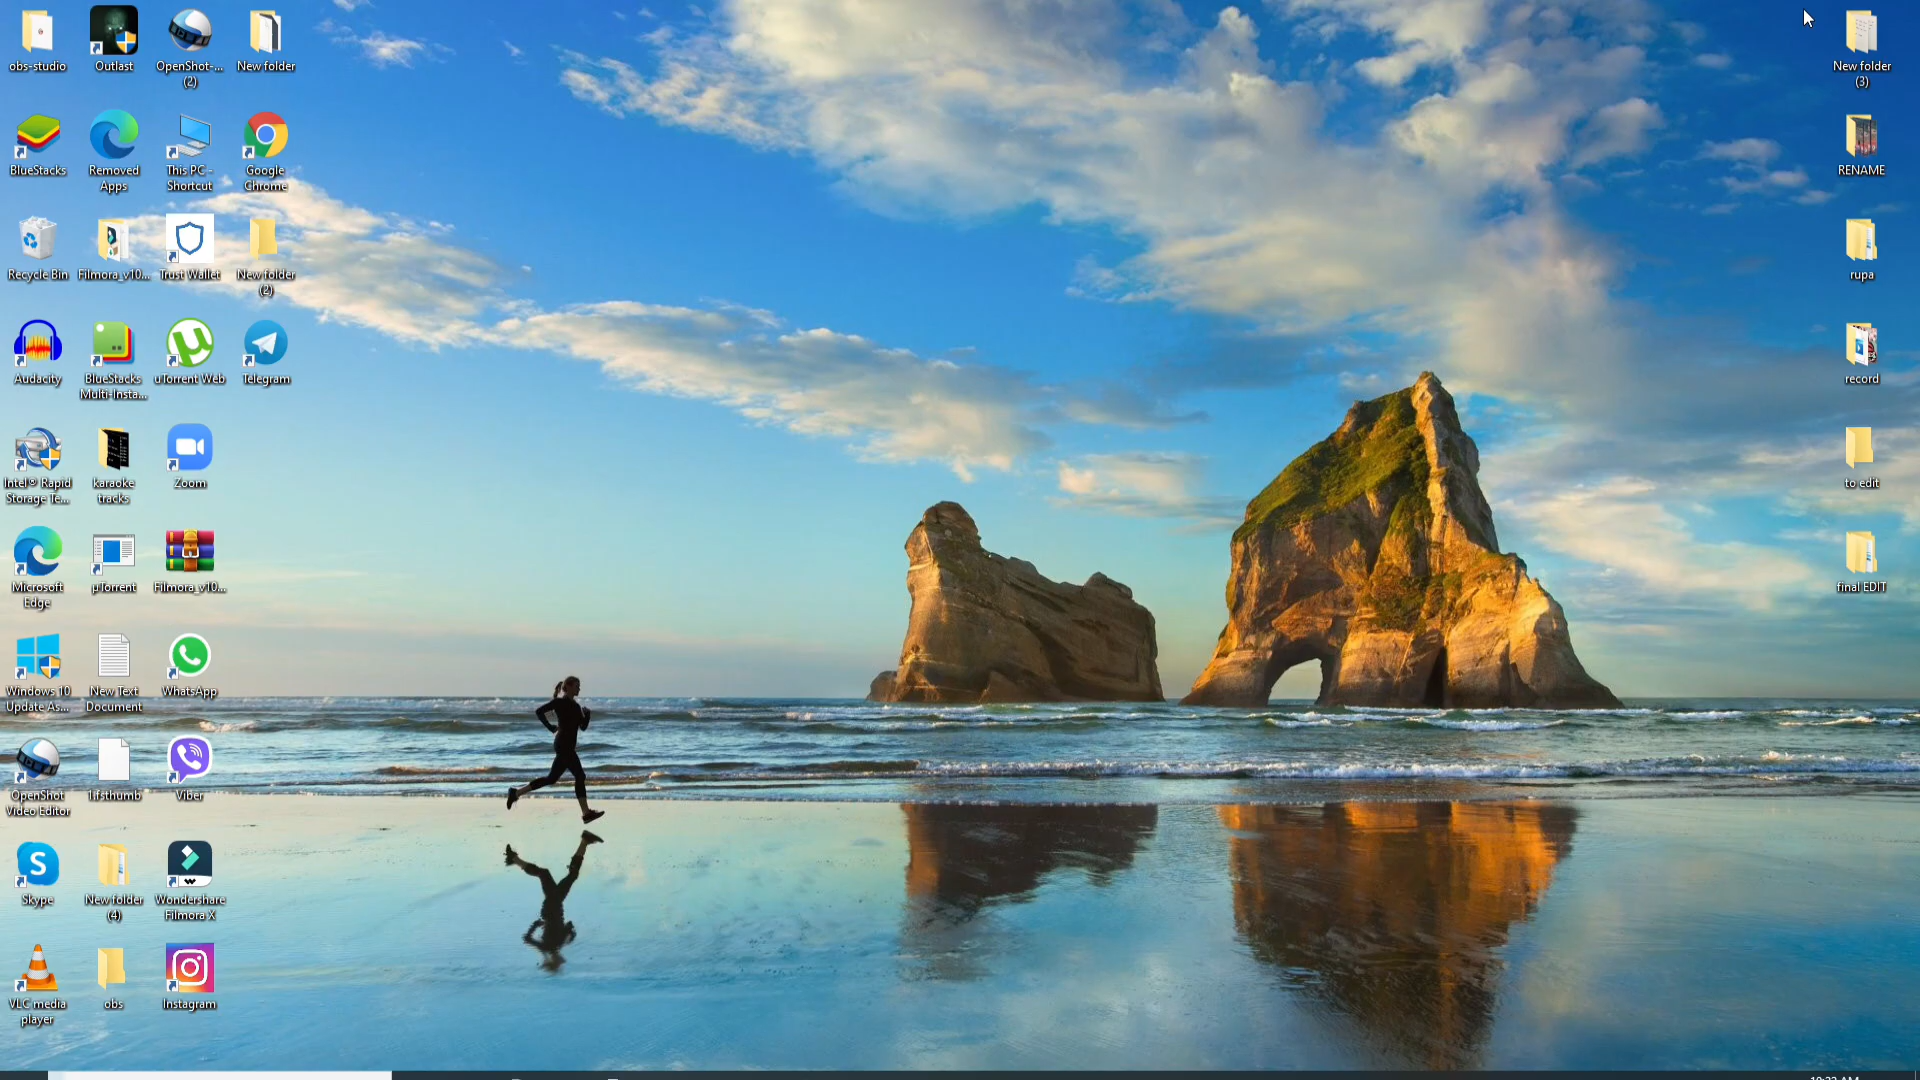 obs-studio
Outlast
OpenShot-...
(2)
New folder
New folder
(3)
BlueStacks
Removed
Apps
This PC -
Shortcut
Google
Chrome
RENAME
Recycle Bin
Filmora_v10...
Trust Wallet
New folder
(2)
rupa
Audacity
BlueStacks
Multi-Insta...
uTorrent Web
Telegram
record
Intel® Rapid
Storage Te...
karaoke
tracks
Zoom
to edit
Microsoft
Edge
µTorrent
Filmora_v10...
final EDIT
Windows 10
Update As...
New Text
Document
WhatsApp
OpenShot
Video Editor
1.ifsthumb
Viber
Skype
New folder
(4)
Wondershare
Filmora X
VLC media
player
obs
Instagram